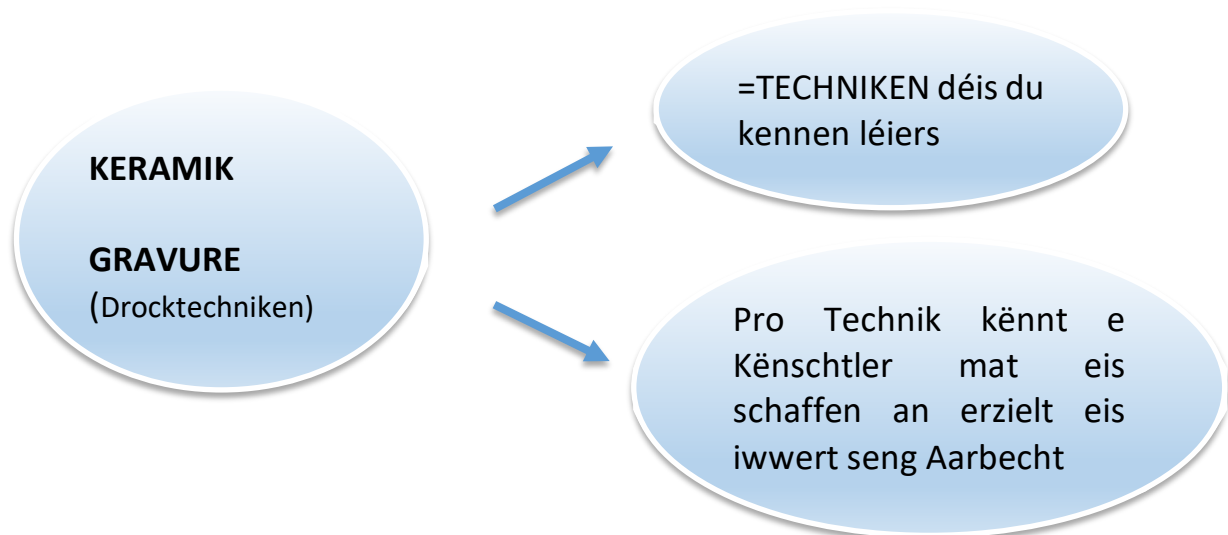 KERAMIK
GRAVURE
(Drocktechniken)
=TECHNIKEN déis du
kennen léiers
Pro Technik kënnt e
Kënschtler mat eis
schaffen an erzielt eis
iwwert seng Aarbecht